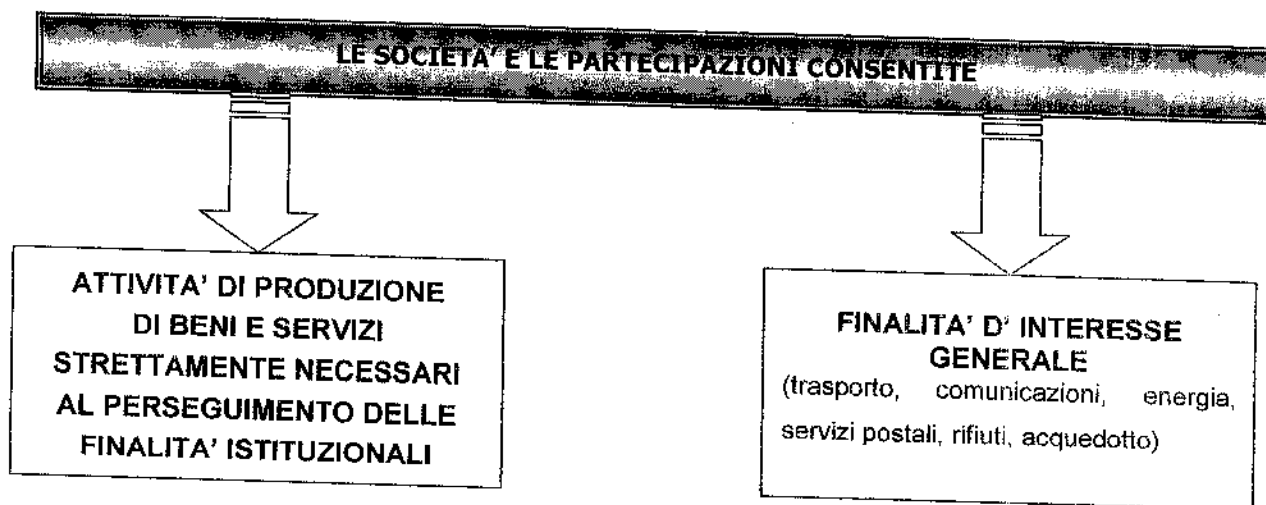 LE SOCIETA' E LE PARTECIPAZIONI CONSENTITE
ATTIVITA' DI PRODUZIONE
DI BENI E SERVIZI
STRETTAMENTE NECESSARI
AL PERSEGUIMENTO DELLE
FINALITA' ISTITUZIONALI
FINALITA' D' INTERESSE
GENERALE
(trasporto, comunicazioni, energia,
servizi postali, rifiuti, acquedotto)